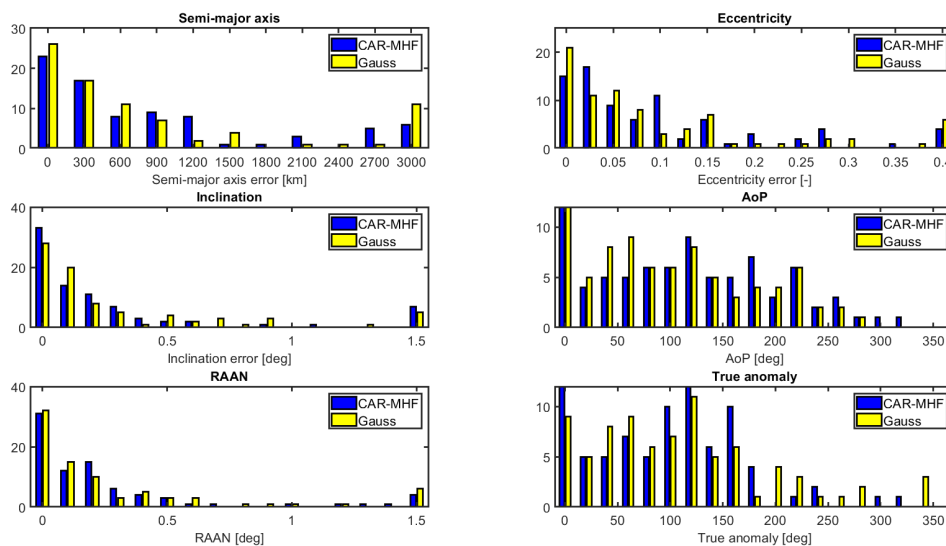 Semi-major axis
30
20
10
0
CAR-MHF
Gauss
0 300 600 900 1200 1500 1800 2100 2400 2700 3000
Semi-major axis error [km]
Eccentricity
20
10
0
CAR-MHF
Gauss
0 0.05 0.1 0.15 0.2 0.25 0.3 0.35
Eccentricity error [-]
Inclination
40
20
0
CAR-MHF
Gauss
0 0.5 1 1.5
Inclination error [deg]
AoP
10
5
0
CAR-MHF
Gauss
0 50 100 150 200 250 300 350
AoP [deg]
RAAN
40
20
0
CAR-MHF
Gauss
0 0.5 1 1.5
RAAN [deg]
True anomaly
10
5
0
CAR-MHF
Gauss
0 50 100 150 200 250 300 350
True anomaly [deg]